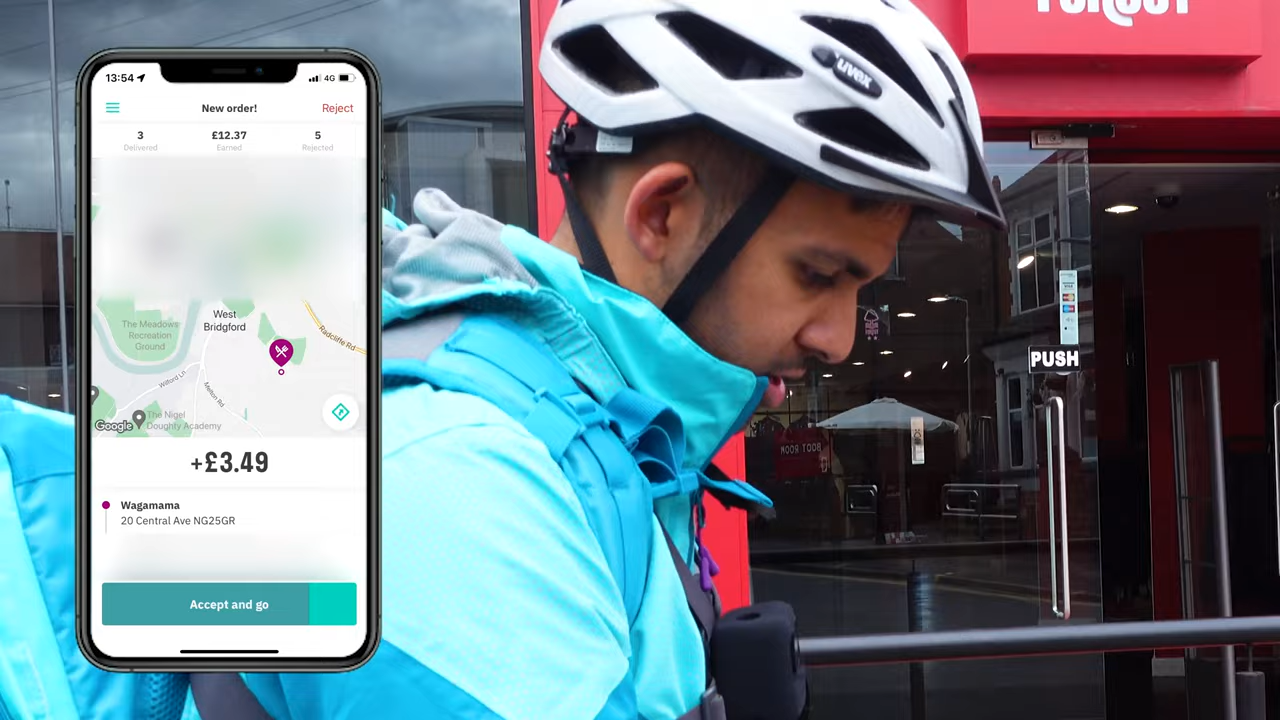 13:54
4G
New order!
Reject
3
£12.37
5
Delivered
Earned
Rejected
West
Bridgford
The Meadows
Recreation
Ground
Radcliffe Rd
Wilford Ln
Melton Rd
The Nigel
Doughty Academy
Google
+£3.49
Wagamama
20 Central Ave NG25GR
Accept and go
uvex
PUSH
BOOT ROOM